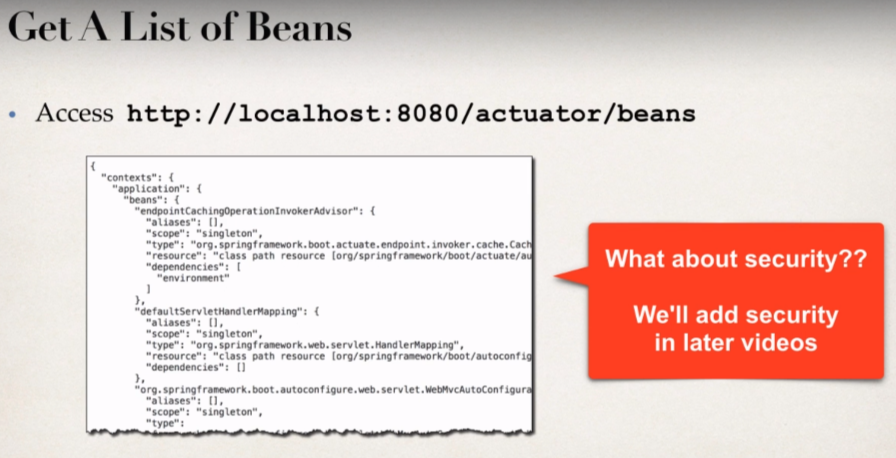 Get A List of Beans
• Access http://localhost:8080/actuator/beans
{
"contexts": {
"application": {
"beans": {
"endpointCachingOperationInvokerAdvisor": {
"aliases": [],
"scope": "singleton",
"type": "org.springframework.boot.actuate.endpoint.invoker.cache.Cach
"resource": "class path resource [org/springframework/boot/actuate/au
"dependencies": [
"environment"
]
},
"defaultServletHandlerMapping": {
"aliases": [],
"scope": "singleton",
"type": "org.springframework.web.servlet.HandlerMapping",
"resource": "class path resource [org/springframework/boot/autoconfig
"dependencies": []
},
"org.springframework.boot.autoconfigure.web.servlet.WebMvcAutoConfigura
"aliases": [],
"scope": "singleton",
"type":
What about security??
We'll add security
in later videos